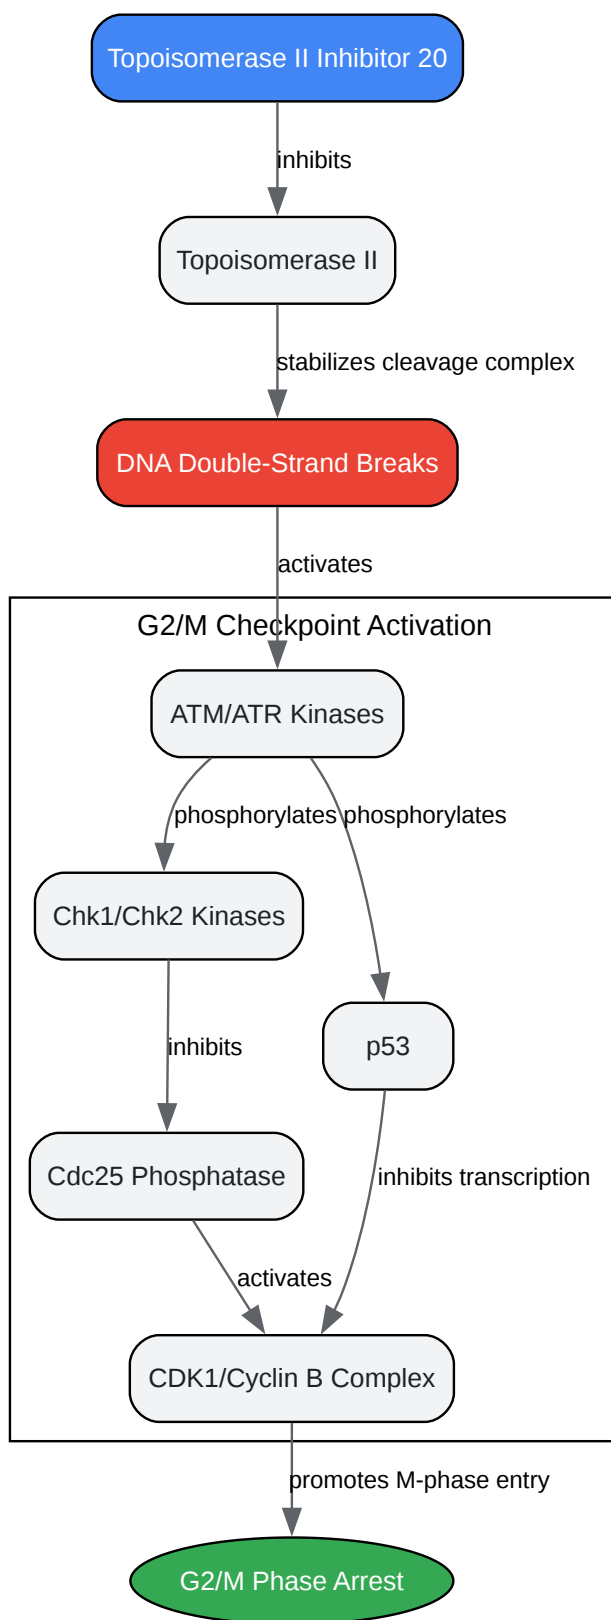 Topoisomerase II Inhibitor 20
inhibits
Topoisomerase II
stabilizes cleavage complex
DNA Double-Strand Breaks
activates
G2/M Checkpoint Activation
ATM/ATR Kinases
phosphorylates
phosphorylates
Chk1/Chk2 Kinases
p53
inhibits
Cdc25 Phosphatase
inhibits transcription
activates
CDK1/Cyclin B Complex
promotes M-phase entry
G2/M Phase Arrest